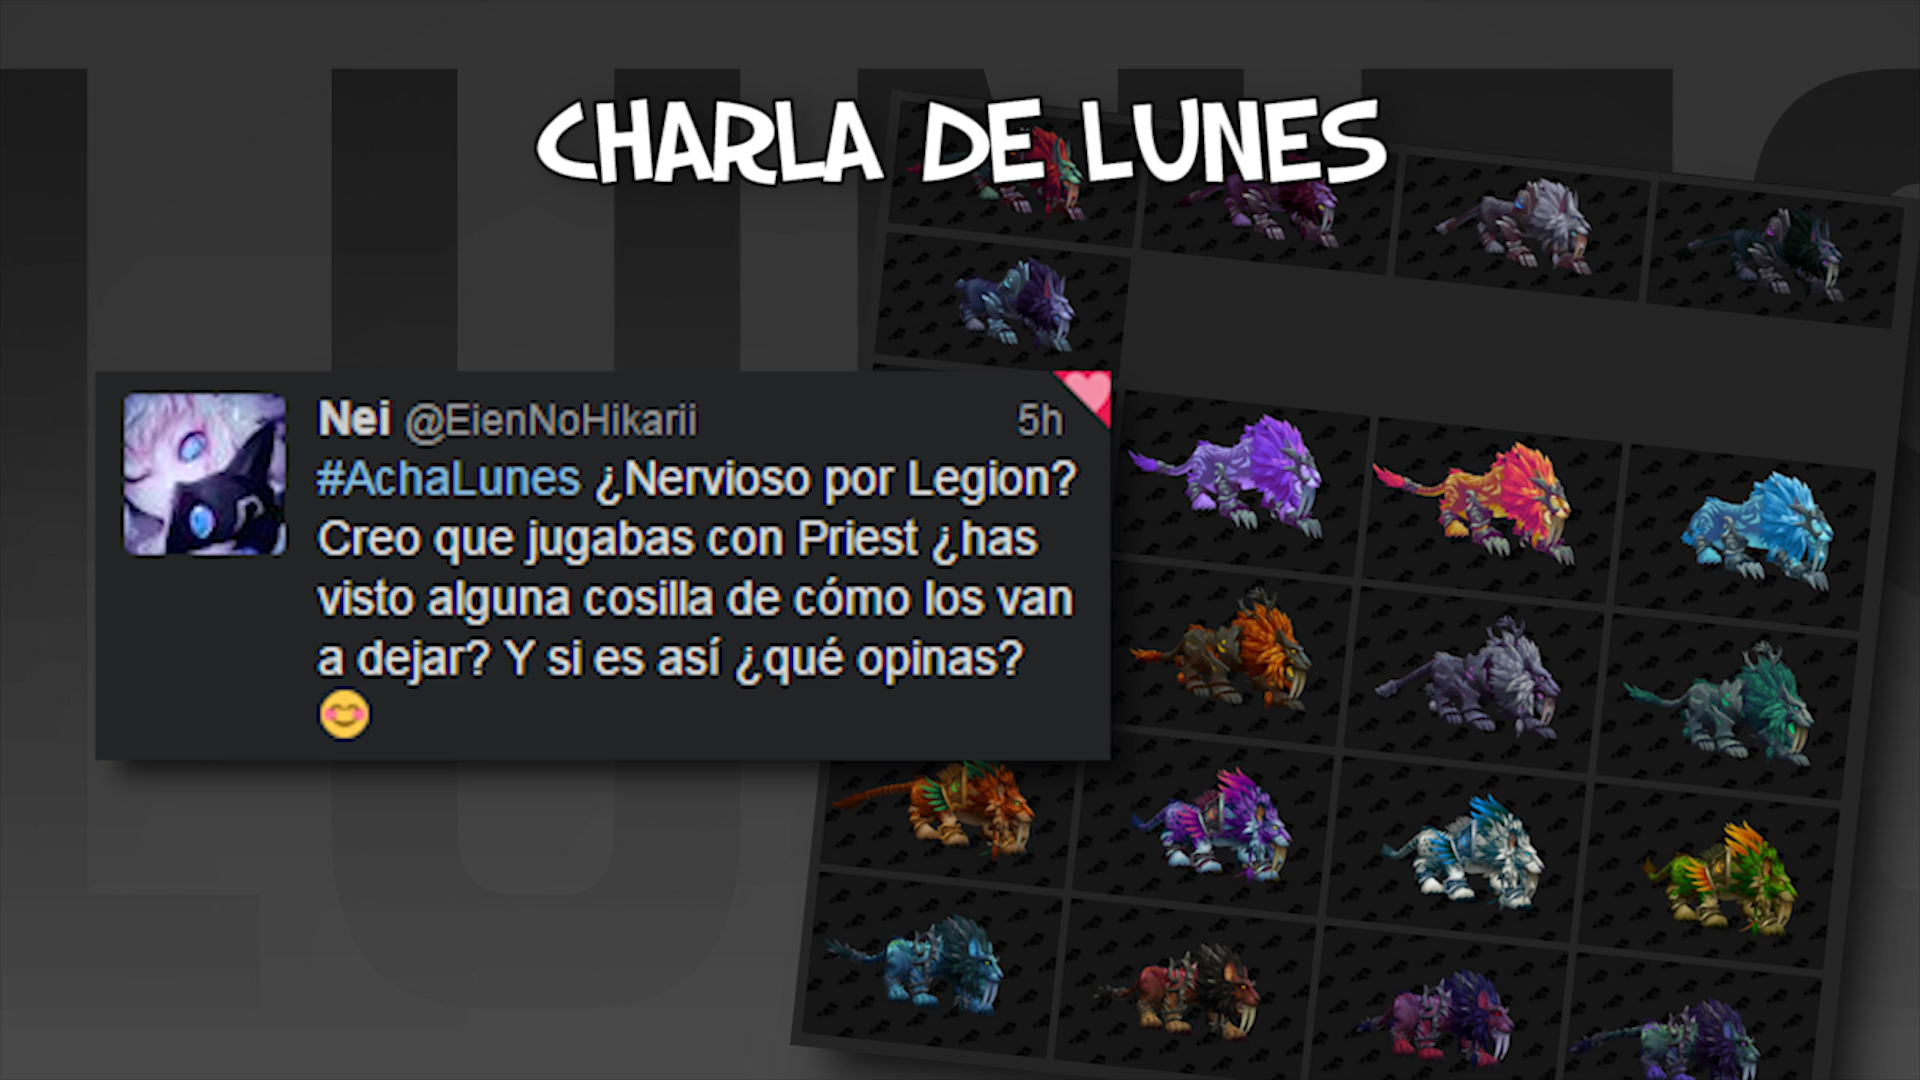 CHARLA DE LUNES
Nei @EienNoHikarii 5h
#AchaLunes ¿Nervioso por Legion?
Creo que jugabas con Priest ¿has
visto alguna cosilla de cómo los van
a dejar? Y si es así ¿qué opinas?
😊